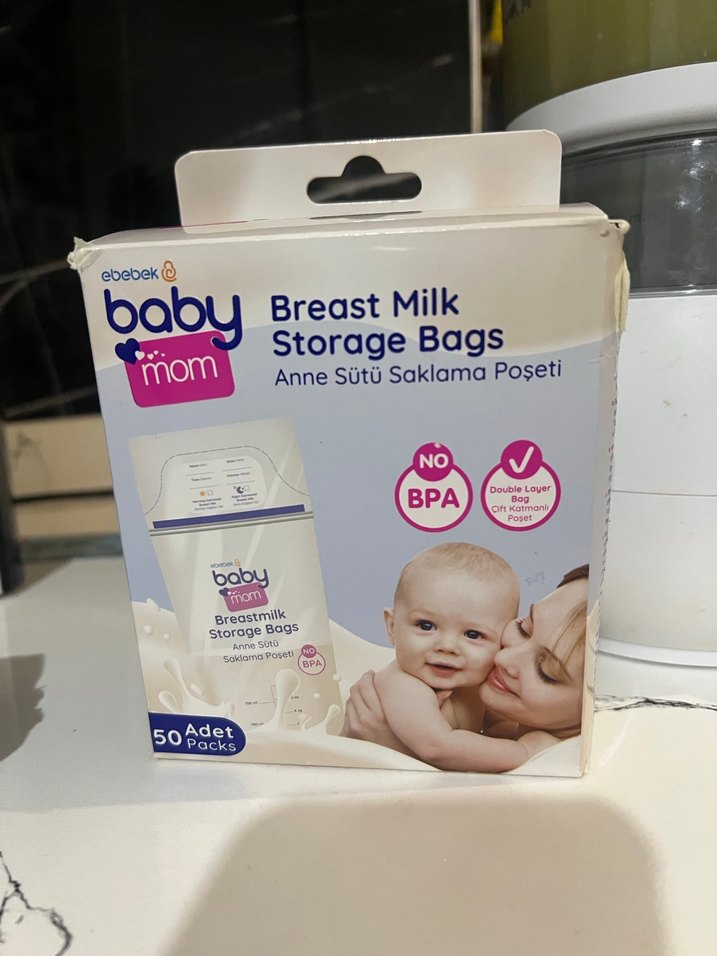 ebebek
baby
mom
Breast Milk
Storage Bags
Anne Sütü Saklama Poşeti
NO
BPA
Double Layer
Bag
Çift Katmanlı
Poşet
ebebek
baby
mom
Breastmilk
Storage Bags
Anne Sütü
Saklama Poşeti
NO
BPA
50 Adet
Packs